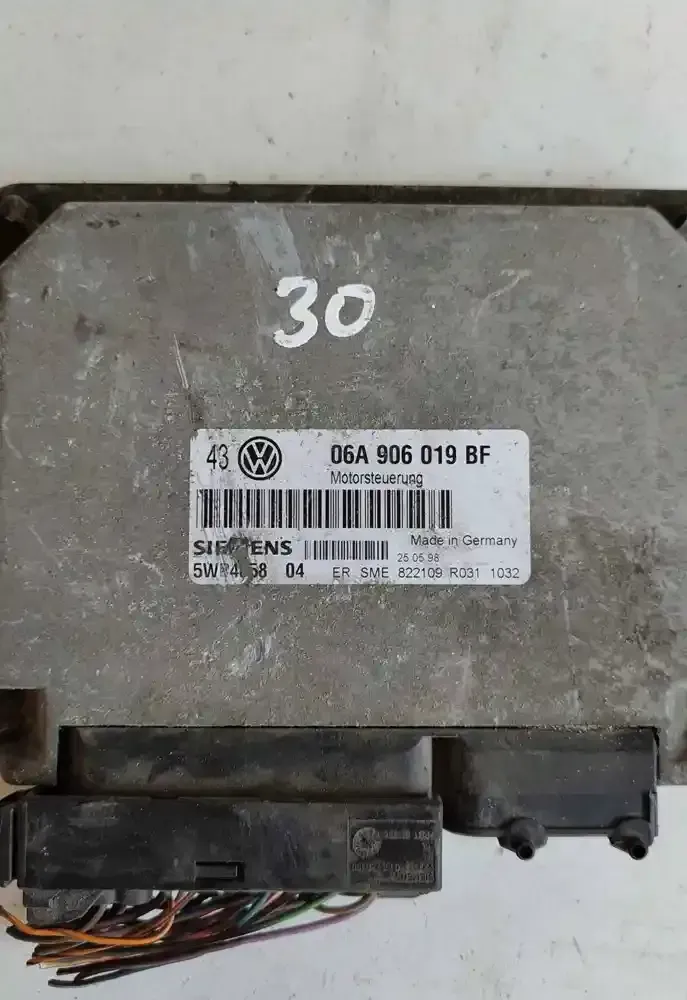 30
43 06A 906 019 BF
Motorsteuerung
Made in Germany
SIEMENS
25.05.98
04 ER SME 822109 R031 1032